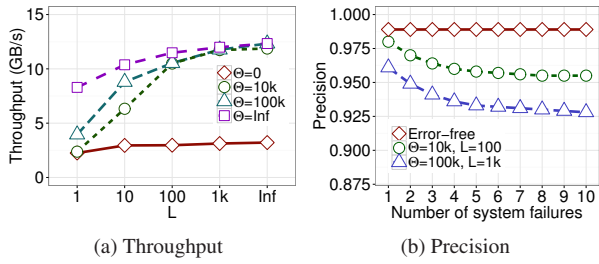 Throughput (GB/s)
15
10
5
0
Θ=0
Θ=10k
Θ=100k
Θ=Inf
1 10 100 1k Inf
L
(a) Throughput
Precision
1.000
0.975
0.950
0.925
0.900
0.875
Error−free
Θ=10k, L=100
Θ=100k, L=1k
1 2 3 4 5 6 7 8 9 10
Number of system failures
(b) Precision